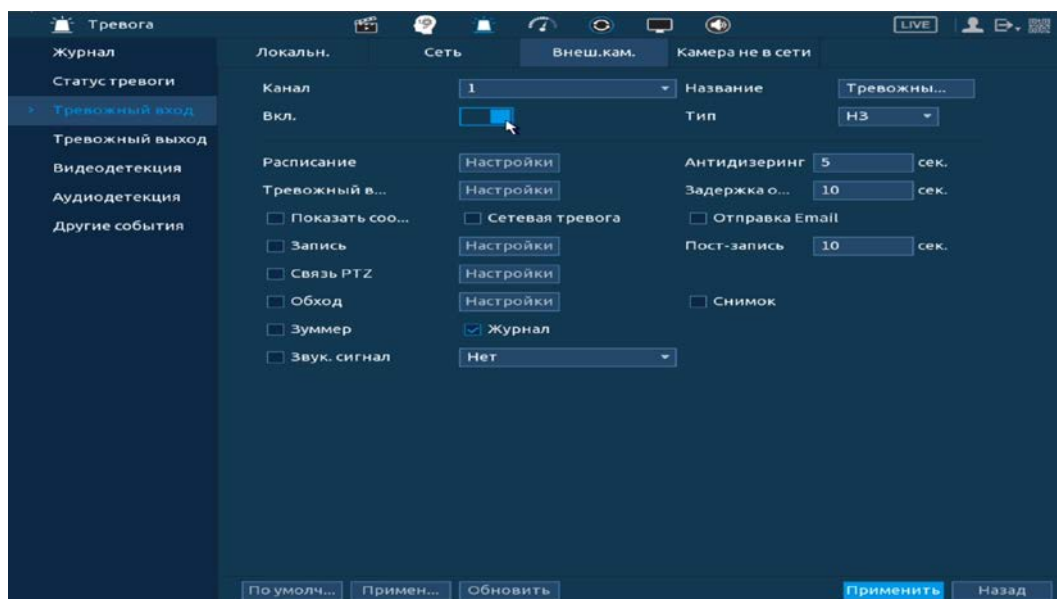 Тревога LIVE
Журнал
Статус тревоги
Тревожный вход
Тревожный выход
Видеодетекция
Аудиодетекция
Другие события
Локальн. Сеть Внеш.кам. Камера не в сети
Канал 1 Название Тревожны...
Вкл. Тип НЗ
Расписание Настройки Антидизеринг 5 сек.
Тревожный в... Настройки Задержка о... 10 сек.
Показать соо... Сетевая тревога Отправка Email
Запись Настройки Пост-запись 10 сек.
Связь PTZ Настройки
Обход Настройки Снимок
Зуммер Журнал
Звук. сигнал Нет
По умолч... Примен... Обновить Применить Назад